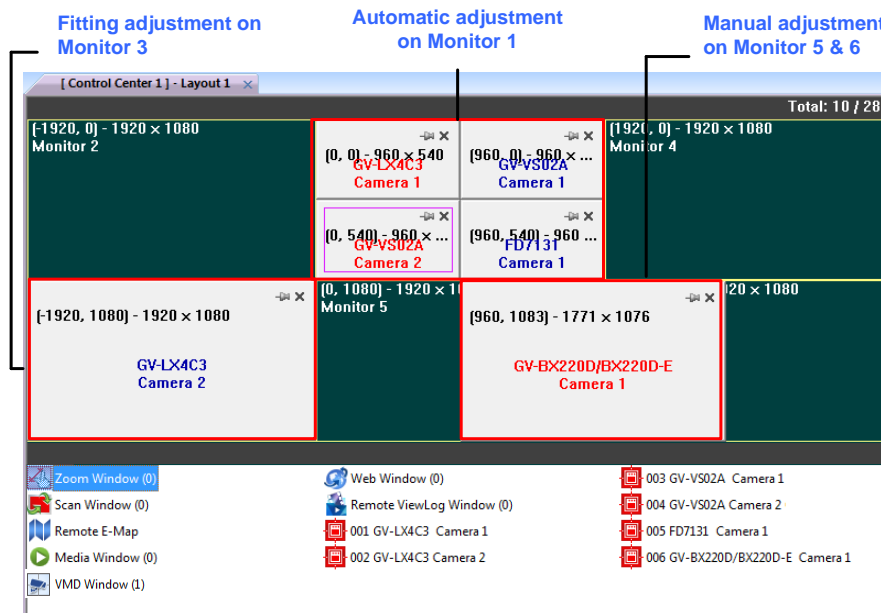 Fitting adjustment on
Monitor 3
Automatic adjustment
on Monitor 1
Manual adjustment
on Monitor 5 & 6
[ Control Center 1 ] - Layout 1
Total: 10 / 28
(-1920, 0) - 1920 x 1080
Monitor 2
(0, 0) - 960 x 540
GV-LX4C3
Camera 1
(960, 0) - 960 x ...
GV-VS02A
Camera 1
(1920, 0) - 1920 x 1080
Monitor 4
(0, 540) - 960 x ...
GV-VS02A
Camera 2
(960, 540) - 960 ...
FD7131
Camera 1
(-1920, 1080) - 1920 x 1080
GV-LX4C3
Camera 2
(0, 1080) - 1920 x 1
Monitor 5
(960, 1083) - 1771 x 1076
GV-BX220D/BX220D-E
Camera 1
20 x 1080
Zoom Window (0)
Scan Window (0)
Remote E-Map
Media Window (0)
VMD Window (1)
Web Window (0)
Remote ViewLog Window (0)
001 GV-LX4C3 Camera 1
002 GV-LX4C3 Camera 2
003 GV-VS02A Camera 1
004 GV-VS02A Camera 2
005 FD7131 Camera 1
006 GV-BX220D/BX220D-E Camera 1